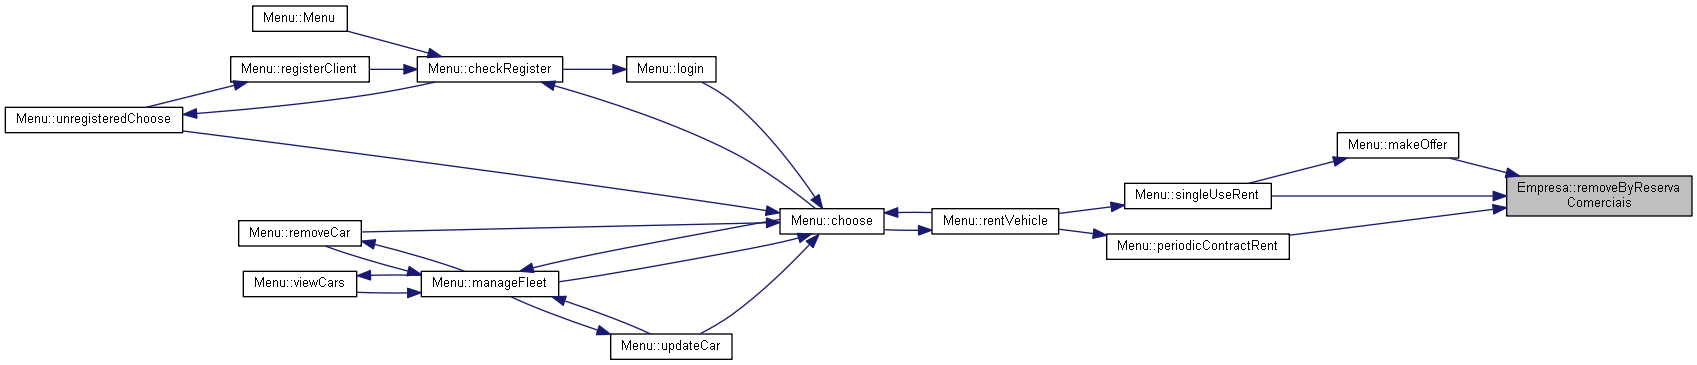 Menu::Menu
Menu::registerClient
Menu::checkRegister
Menu::login
Menu::unregisteredChoose
Menu::makeOffer
Menu::singleUseRent
Empresa::removeByReserva
Comerciais
Menu::choose
Menu::rentVehicle
Menu::removeCar
Menu::periodicContractRent
Menu::viewCars
Menu::manageFleet
Menu::updateCar